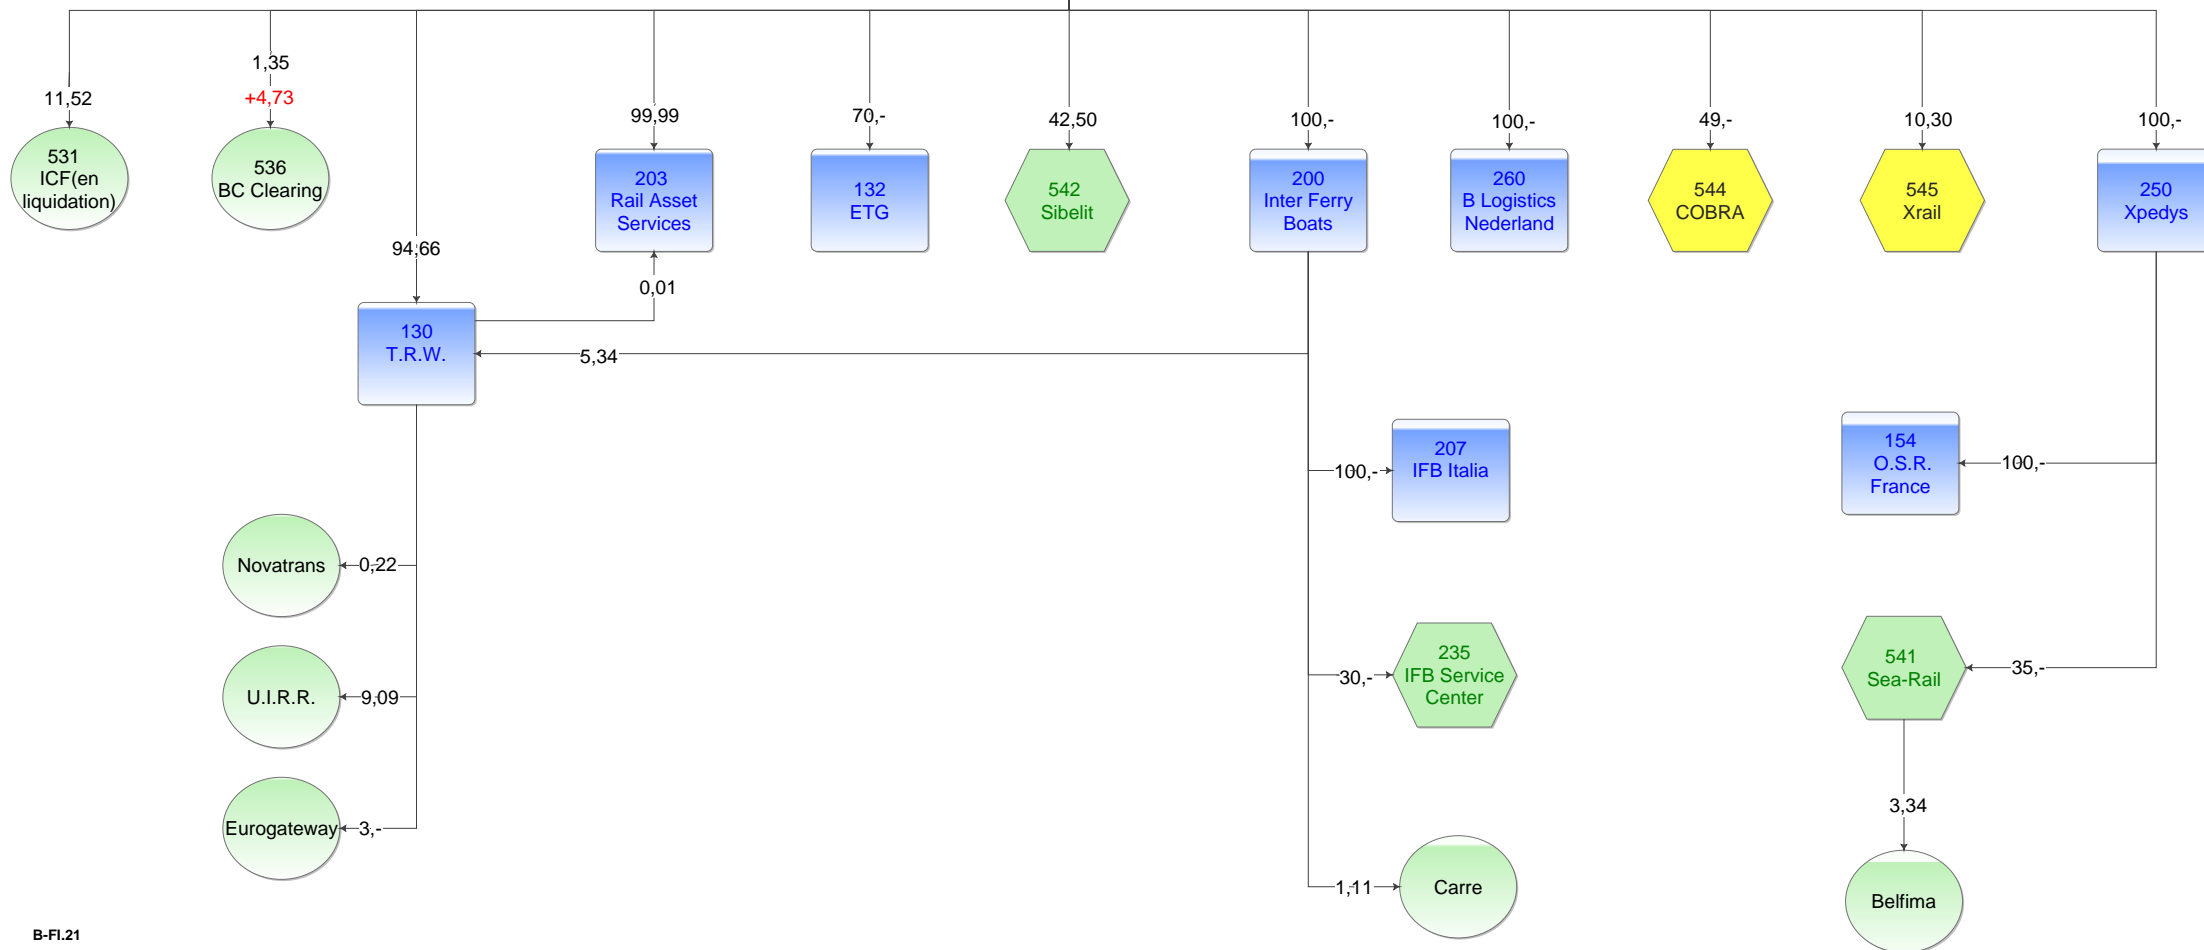 1,35
11,52
+4,73
99,99
70,-
42,50
100,-
100,-
49,-
10,30
100,-
531
ICF(en
liquidation)
536
BC Clearing
203
Rail Asset
Services
132
ETG
542
Sibelit
200
Inter Ferry
Boats
260
B Logistics
Nederland
544
COBRA
545
Xrail
250
Xpedys
94,66
0,01
130
T.R.W.
5,34
207
IFB Italia
100,-
154
O.S.R.
France
100,-
Novatrans
0,22
235
IFB Service
Center
30,-
541
Sea-Rail
35,-
U.I.R.R.
9,09
3,34
Eurogateway
3,-
1,11
Carre
Belfima
B-FI.21